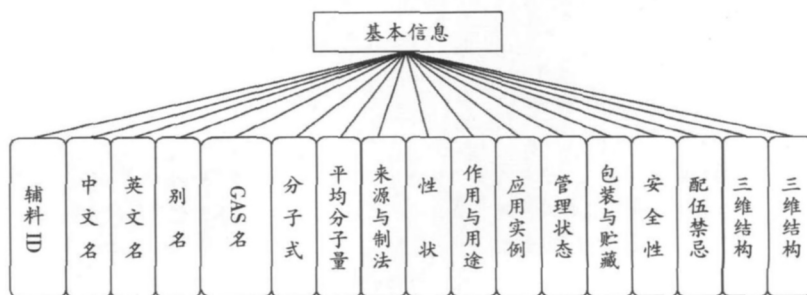 基本信息
辅料ID
中文名
英文名
别名
GAS名
分子式
平均分子量
来源与制法
性状
作用与用途
应用实例
管理状态
包装与贮藏
安全性
配伍禁忌
三维结构
三维结构